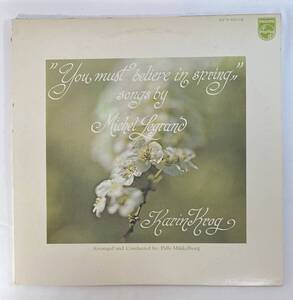 "You must believe in spring"
songs by
Michel Legrand
Karin Krog
Arranged and Conducted by: Palle Mikkelborg